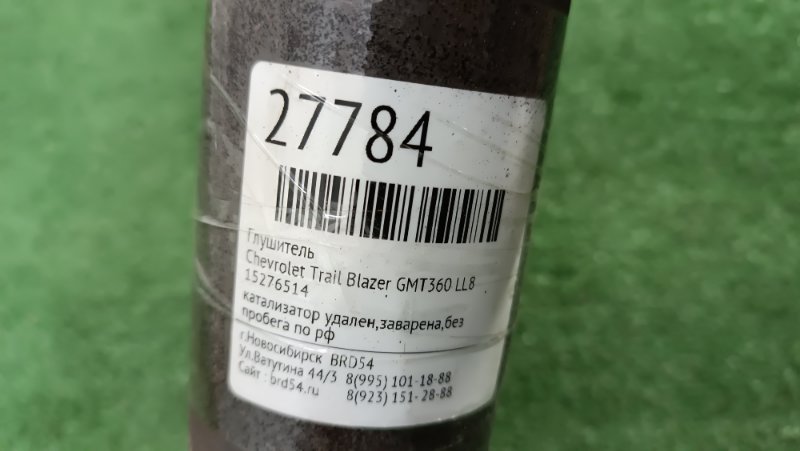 27784
Глушитель
Chevrolet Trail Blazer GMT360 LL8
15276514
катализатор удален,заварена,без
пробега по рф
г.Новосибирск BRD54
Ул.Ватутина 44/3 8(995) 101-18-88
Сайт : brd54.ru 8(923) 151-28-88